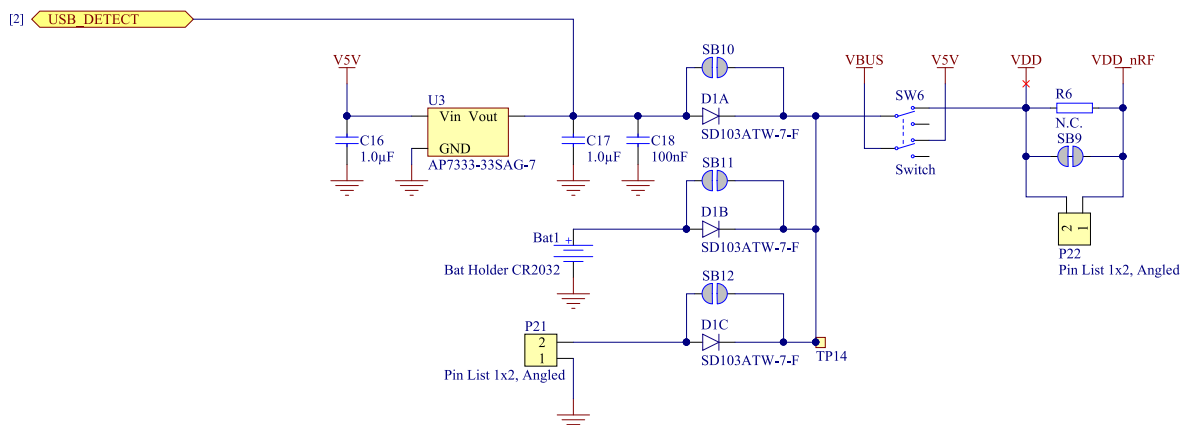 [2] USB_DETECT
V5V
U3
Vin Vout
GND
AP7333-33SAG-7
C16
1.0µF
C17
1.0µF
C18
100nF
SB10
D1A
SD103ATW-7-F
SB11
D1B
SD103ATW-7-F
Bat1
+
Bat Holder CR2032
SB12
D1C
SD103ATW-7-F
P21
2
1
Pin List 1x2, Angled
TP14
VBUS
V5V
SW6
Switch
VDD
VDD_nRF
R6
N.C.
SB9
2 1
P22
Pin List 1x2, Angled